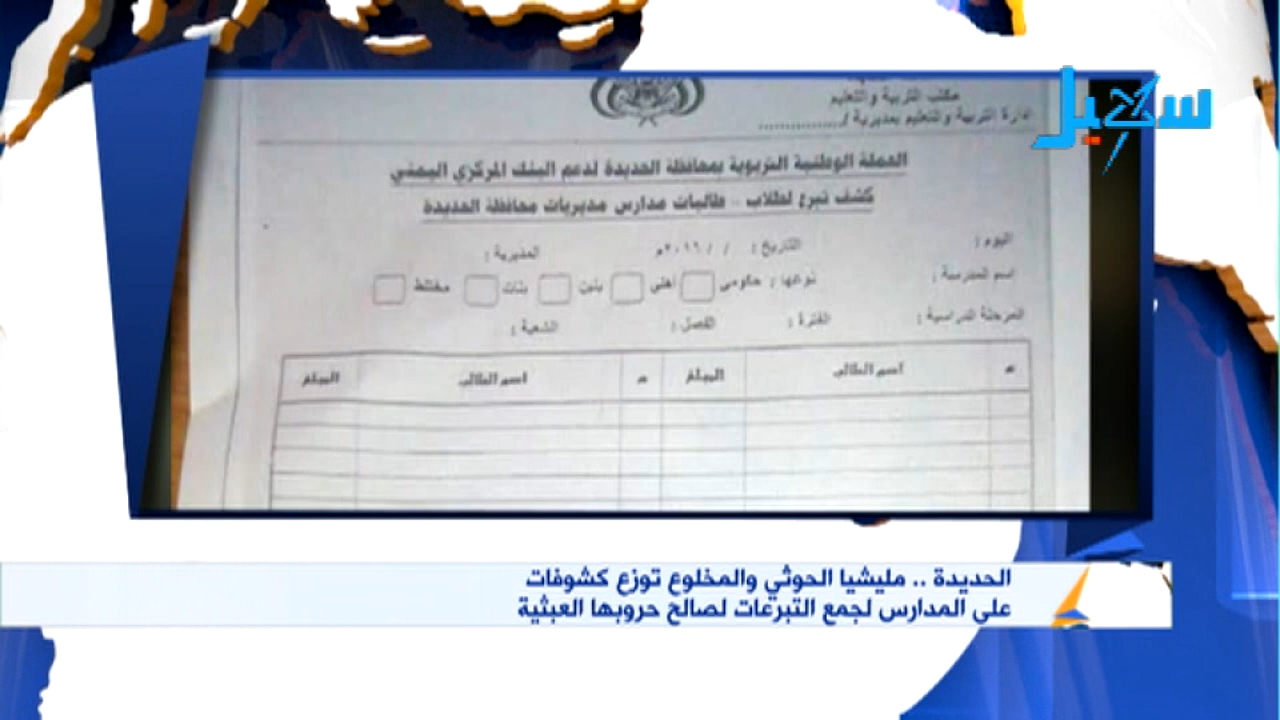 سهيل
مكتب التربية والتعليم
إدارة التربية والتعليم بمديرية /...............
الحملة الوطنية التربوية بمحافظة الحديدة لدعم البنك المركزي اليمني
كشف تبرع لطلاب - طالبات مدارس مديريات محافظة الحديدة
اليوم : التاريخ : / / ٢٠١٦م المديرية :
اسم المدرسة : نوعها : حكومي أهلي بنين بنات مختلط
المرحلة الدراسية : الفترة : الفصل : الشعبة :
م اسم الطالب المبلغ م اسم الطالب المبلغ
الحديدة .. مليشيا الحوثي والمخلوع توزع كشوفات
على المدارس لجمع التبرعات لصالح حروبها العبثية